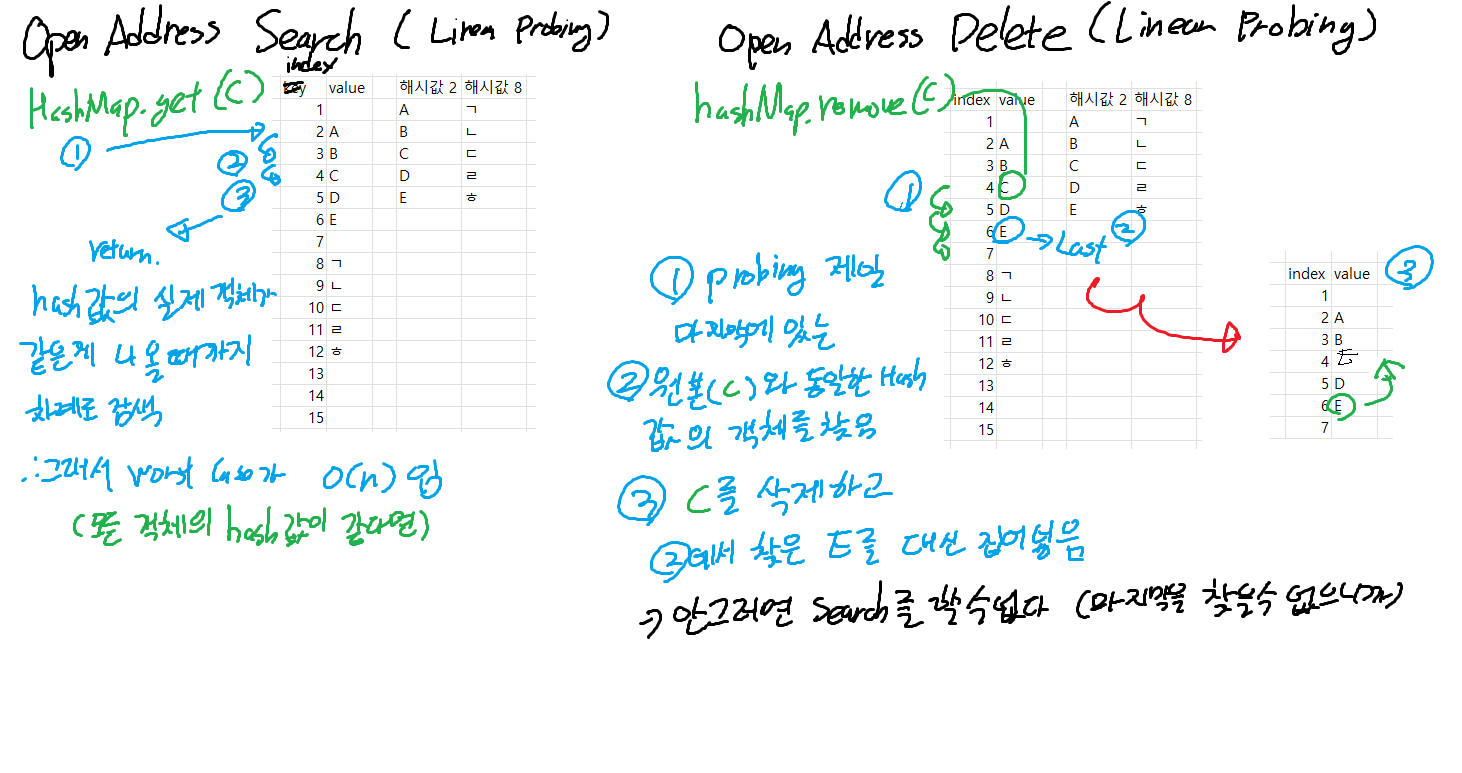 Open Address Search ( Linear Probing)
HashMap.get(C)
index
value 해시값 2 해시값 8
1 A ㄱ
2 A B ㄴ
3 B C ㄷ
4 C D ㄹ
5 D E ㅎ
6 E
7
8 ㄱ
9 ㄴ
10 ㄷ
11 ㄹ
12 ㅎ
13
14
15
①
②
③
return.
hash값의 실제 객체가
같은게 나올때까지
차례로 탐색
∴그래서 worst case가 O(n) 임
(모든 객체의 hash값이 같다면)
Open Address Delete (Linear Probing)
hashMap.remove(C)
index value 해시값 2 해시값 8
1 A ㄱ
2 A B ㄴ
3 B C ㄷ
4 C D ㄹ
5 D E ㅎ
6 E
7
8 ㄱ
9 ㄴ
10 ㄷ
11 ㄹ
12 ㅎ
13
14
15
①
→ Last ②
① probing 제일
마지막에 있는
② 원본(C)와 동일한 Hash
값의 객체를 찾음
③ C를 삭제하고
②에서 찾은 E를 대신 집어넣음
→ 안그러면 Search를 할수없다 (마지막을 찾을수 없으니까)
index value ③
1
2 A
3 B
4
5 D
6 E
7